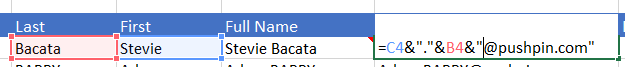 Last First Full Name
Bacata Stevie Stevie Bacata =C4&"."&B4&"@pushpin.com"